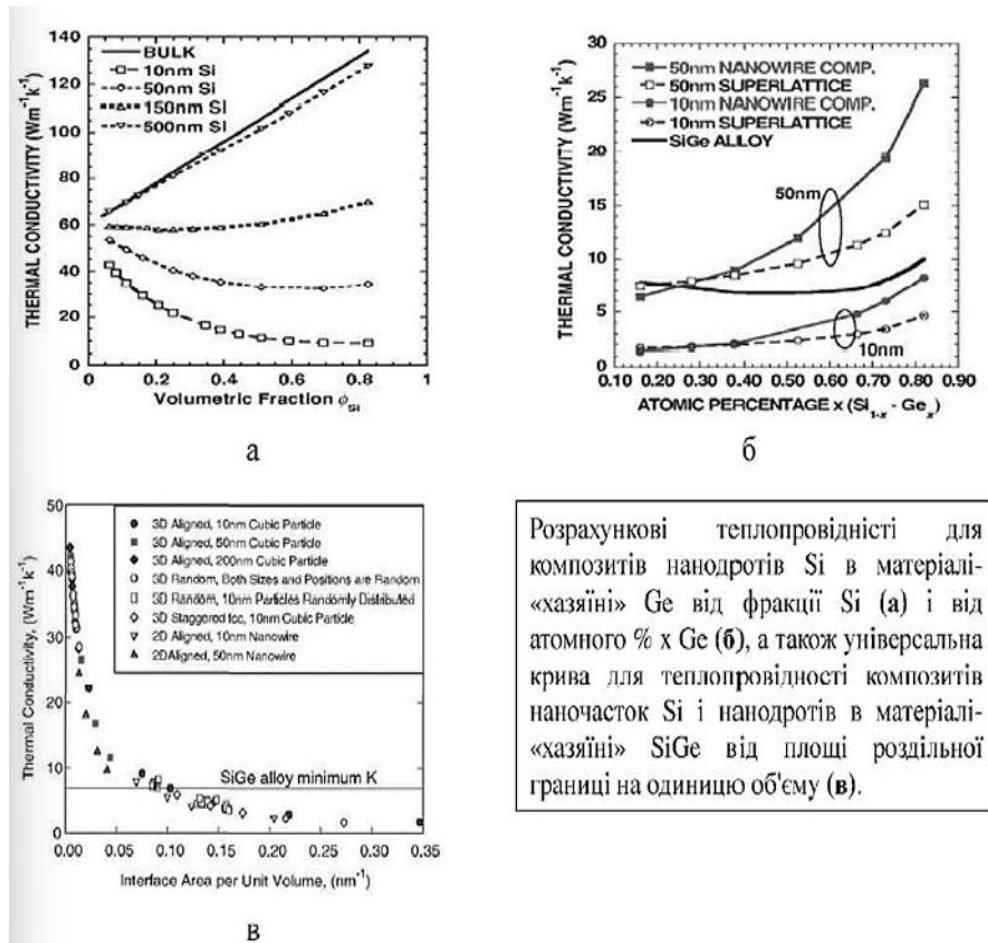 THERMAL CONDUCTIVITY (Wm⁻¹k⁻¹)
140
120
100
80
60
40
20
0
BULK
10nm Si
50nm Si
150nm Si
500nm Si
0 0.2 0.4 0.6 0.8 1
Volumetric Fraction ϕSi
а
THERMAL CONDUCTIVITY (Wm⁻¹k⁻¹)
30
25
20
15
10
5
0
50nm NANOWIRE COMP.
50nm SUPERLATTICE
10nm NANOWIRE COMP.
10nm SUPERLATTICE
SiGe ALlLOY
50nm
10nm
0.10 0.20 0.30 0.40 0.50 0.60 0.70 0.80 0.90
ATOMIC PERCENTAGE x (Si1-x - Gex)
б
Thermal Conductivity, (Wm⁻¹k⁻¹)
50
40
30
20
10
0
3D Aligned, 10nm Cubic Particle
3D Aligned, 50nm Cubic Particle
3D Aligned, 200nm Cubic Particle
3D Random, Both Sizes and Positions are Random
3D Random, 10nm Particles Randomly Distributed
3D Staggered fcc, 10nm Cubic Particle
2D Aligned, 10nm Nanowire
2DAligned, 50nm Nanowire
SiGe alloy minimum K
0.00 0.05 0.10 0.15 0.20 0.25 0.30 0.35
Interface Area per Unit Volume, (nm⁻¹)
в
Розрахункові теплопровідністі для
композитів нанодротів Si в матеріалі-
«хазяїні» Ge від фракції Si (а) і від
атомного % x Ge (б), а також універсальна
крива для теплопровідності композитів
наночасток Si і нанодротів в матеріалі-
«хазяїні» SiGe від площі роздільної
границі на одиницю об'єму (в).